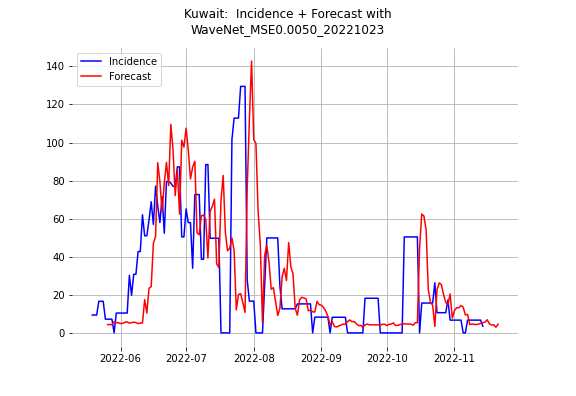 Kuwait:  Incidence + Forecast with
WaveNet_MSE0.0050_20221023
Incidence
Forecast
140
120
100
80
60
40
20
0
2022-06 2022-07 2022-08 2022-09 2022-10 2022-11